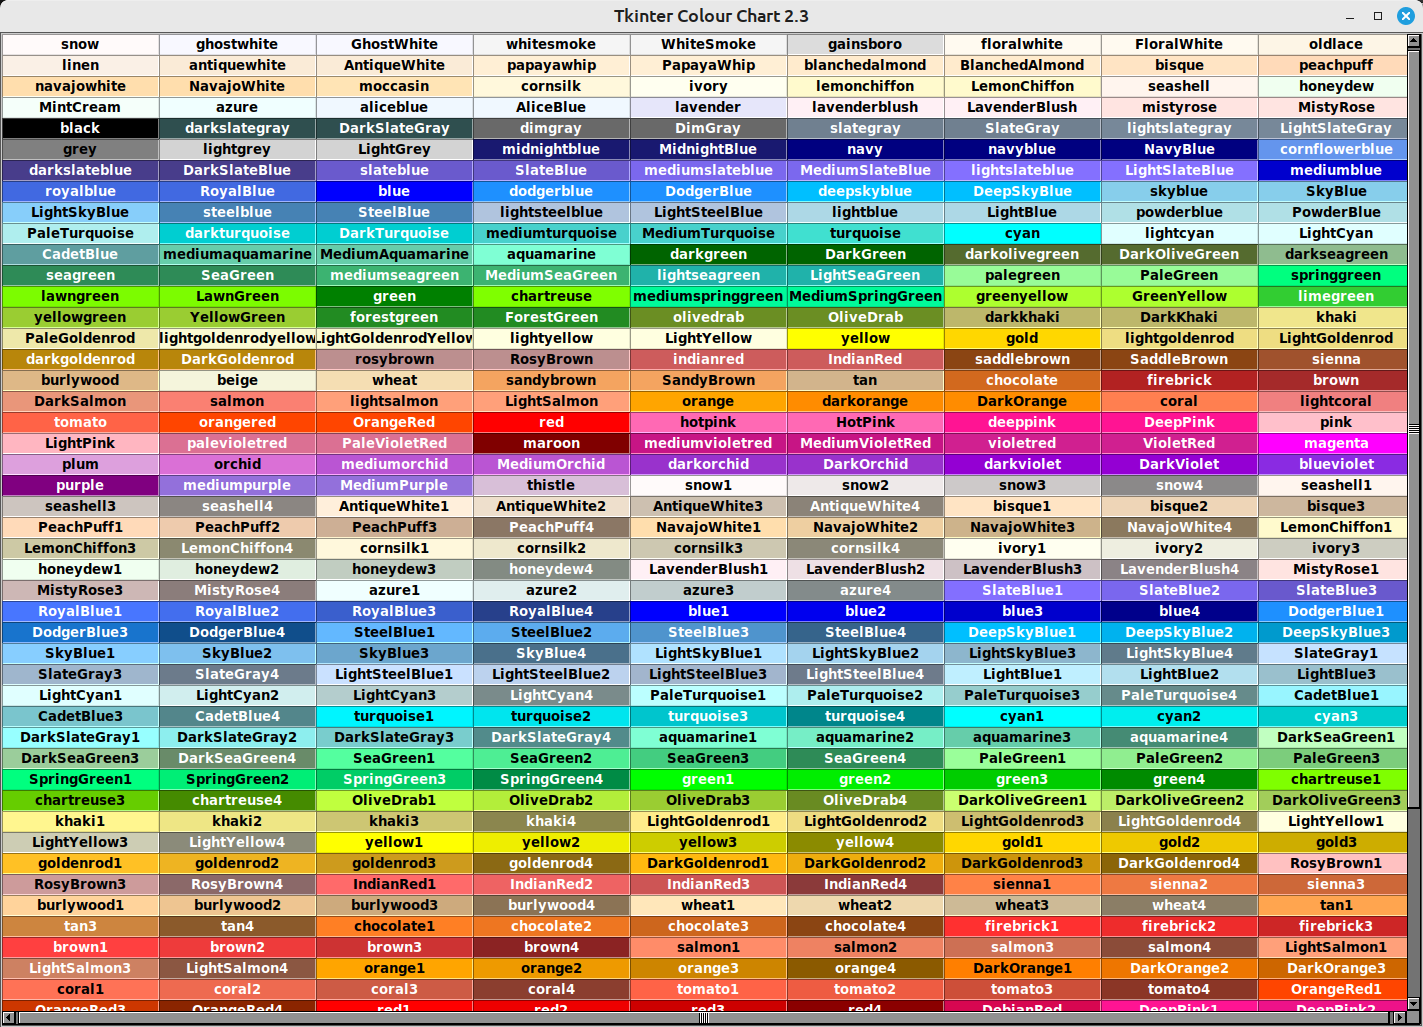 Tkinter Colour Chart 2.3
snow ghostwhite GhostWhite whitesmoke WhiteSmoke gainsboro floralwhite FloralWhite oldlace
linen antiquewhite AntiqueWhite papayawhip PapayaWhip blanchedalmond BlanchedAlmond bisque peachpuff
navajowhite NavajoWhite moccasin cornsilk ivory lemonchiffon LemonChiffon seashell honeydew
MintCream azure aliceblue AliceBlue lavender lavenderblush LavenderBlush mistyrose MistyRose
black darkslategray DarkSlateGray dimgray DimGray slategray SlateGray lightslategray LightSlateGray
grey lightgrey LightGrey midnightblue MidnightBlue navy navyblue NavyBlue cornflowerblue
darkslateblue DarkSlateBlue slateblue SlateBlue mediumslateblue MediumSlateBlue lightslateblue LightSlateBlue mediumblue
royalblue RoyalBlue blue dodgerblue DodgerBlue deepskyblue DeepSkyBlue skyblue SkyBlue
LightSkyBlue steelblue SteelBlue lightsteelblue LightSteelBlue lightblue LightBlue powderblue PowderBlue
PaleTurquoise darkturquoise DarkTurquoise mediumturquoise MediumTurquoise turquoise cyan lightcyan LightCyan
CadetBlue mediumaquamarine MediumAquamarine aquamarine darkgreen DarkGreen darkolivegreen DarkOliveGreen darkseagreen
seagreen SeaGreen mediumseagreen MediumSeaGreen lightseagreen LightSeaGreen palegreen PaleGreen springgreen
lawngreen LawnGreen green chartreuse mediumspringgreen MediumSpringGreen greenyellow GreenYellow limegreen
yellowgreen YellowGreen forestgreen ForestGreen olivedrab OliveDrab darkkhaki DarkKhaki khaki
PaleGoldenrod lightgoldenrodyellow LightGoldenrodYellow lightyellow LightYellow yellow gold lightgoldenrod LightGoldenrod
darkgoldenrod DarkGoldenrod rosybrown RosyBrown indianred IndianRed saddlebrown SaddleBrown sienna
burlywood beige wheat sandybrown SandyBrown tan chocolate firebrick brown
DarkSalmon salmon lightsalmon LightSalmon orange darkorange DarkOrange coral lightcoral
tomato orangered OrangeRed red hotpink HotPink deeppink DeepPink pink
LightPink palevioletred PaleVioletRed maroon mediumvioletred MediumVioletRed violetred VioletRed magenta
plum orchid mediumorchid MediumOrchid darkorchid DarkOrchid darkviolet DarkViolet blueviolet
purple mediumpurple MediumPurple thistle snow1 snow2 snow3 snow4 seashell1
seashell3 seashell4 AntiqueWhite1 AntiqueWhite2 AntiqueWhite3 AntiqueWhite4 bisque1 bisque2 bisque3
PeachPuff1 PeachPuff2 PeachPuff3 PeachPuff4 NavajoWhite1 NavajoWhite2 NavajoWhite3 NavajoWhite4 LemonChiffon1
LemonChiffon3 LemonChiffon4 cornsilk1 cornsilk2 cornsilk3 cornsilk4 ivory1 ivory2 ivory3
honeydew1 honeydew2 honeydew3 honeydew4 LavenderBlush1 LavenderBlush2 LavenderBlush3 LavenderBlush4 MistyRose1
MistyRose3 MistyRose4 azure1 azure2 azure3 azure4 SlateBlue1 SlateBlue2 SlateBlue3
RoyalBlue1 RoyalBlue2 RoyalBlue3 RoyalBlue4 blue1 blue2 blue3 blue4 DodgerBlue1
DodgerBlue3 DodgerBlue4 SteelBlue1 SteelBlue2 SteelBlue3 SteelBlue4 DeepSkyBlue1 DeepSkyBlue2 DeepSkyBlue3
SkyBlue1 SkyBlue2 SkyBlue3 SkyBlue4 LightSkyBlue1 LightSkyBlue2 LightSkyBlue3 LightSkyBlue4 SlateGray1
SlateGray3 SlateGray4 LightSteelBlue1 LightSteelBlue2 LightSteelBlue3 LightSteelBlue4 LightBlue1 LightBlue2 LightBlue3
LightCyan1 LightCyan2 LightCyan3 LightCyan4 PaleTurquoise1 PaleTurquoise2 PaleTurquoise3 PaleTurquoise4 CadetBlue1
CadetBlue3 CadetBlue4 turquoise1 turquoise2 turquoise3 turquoise4 cyan1 cyan2 cyan3
DarkSlateGray1 DarkSlateGray2 DarkSlateGray3 DarkSlateGray4 aquamarine1 aquamarine2 aquamarine3 aquamarine4 DarkSeaGreen1
DarkSeaGreen3 DarkSeaGreen4 SeaGreen1 SeaGreen2 SeaGreen3 SeaGreen4 PaleGreen1 PaleGreen2 PaleGreen3
SpringGreen1 SpringGreen2 SpringGreen3 SpringGreen4 green1 green2 green3 green4 chartreuse1
chartreuse3 chartreuse4 OliveDrab1 OliveDrab2 OliveDrab3 OliveDrab4 DarkOliveGreen1 DarkOliveGreen2 DarkOliveGreen3
khaki1 khaki2 khaki3 khaki4 LightGoldenrod1 LightGoldenrod2 LightGoldenrod3 LightGoldenrod4 LightYellow1
LightYellow3 LightYellow4 yellow1 yellow2 yellow3 yellow4 gold1 gold2 gold3
goldenrod1 goldenrod2 goldenrod3 goldenrod4 DarkGoldenrod1 DarkGoldenrod2 DarkGoldenrod3 DarkGoldenrod4 RosyBrown1
RosyBrown3 RosyBrown4 IndianRed1 IndianRed2 IndianRed3 IndianRed4 sienna1 sienna2 sienna3
burlywood1 burlywood2 burlywood3 burlywood4 wheat1 wheat2 wheat3 wheat4 tan1
tan3 tan4 chocolate1 chocolate2 chocolate3 chocolate4 firebrick1 firebrick2 firebrick3
brown1 brown2 brown3 brown4 salmon1 salmon2 salmon3 salmon4 LightSalmon1
LightSalmon3 LightSalmon4 orange1 orange2 orange3 orange4 DarkOrange1 DarkOrange2 DarkOrange3
coral1 coral2 coral3 coral4 tomato1 tomato2 tomato3 tomato4 OrangeRed1
OrangeRed3 OrangeRed4 red1 red2 red3 red4 DebianRed DeepPink1 DeepPink2